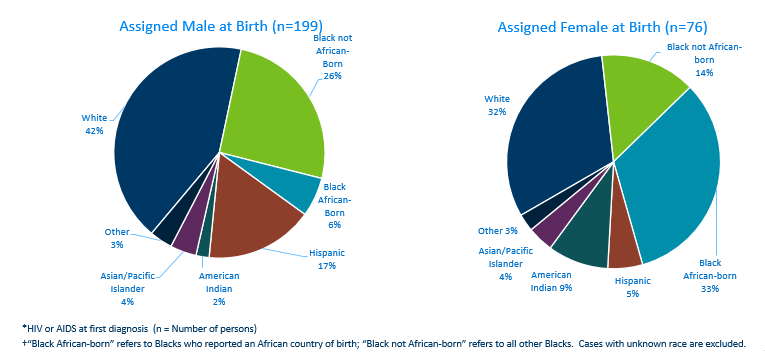 Assigned Male at Birth (n=199)
Black not
African-
Born
26%
White
42%
Black
African-
Born
6%
Other
3%
Hispanic
17%
Asian/Pacific
Islander
4%
American
Indian
2%
Assigned Female at Birth (n=76)
Black not African-
born
14%
White
32%
Other 3%
Asian/Pacific
Islander
4%
American
Indian 9%
Hispanic
5%
Black
African-born
33%
*HIV or AIDS at first diagnosis (n = Number of persons)
†“Black African-born” refers to Blacks who reported an African country of birth; “Black not African-born” refers to all other Blacks. Cases with unknown race are excluded.